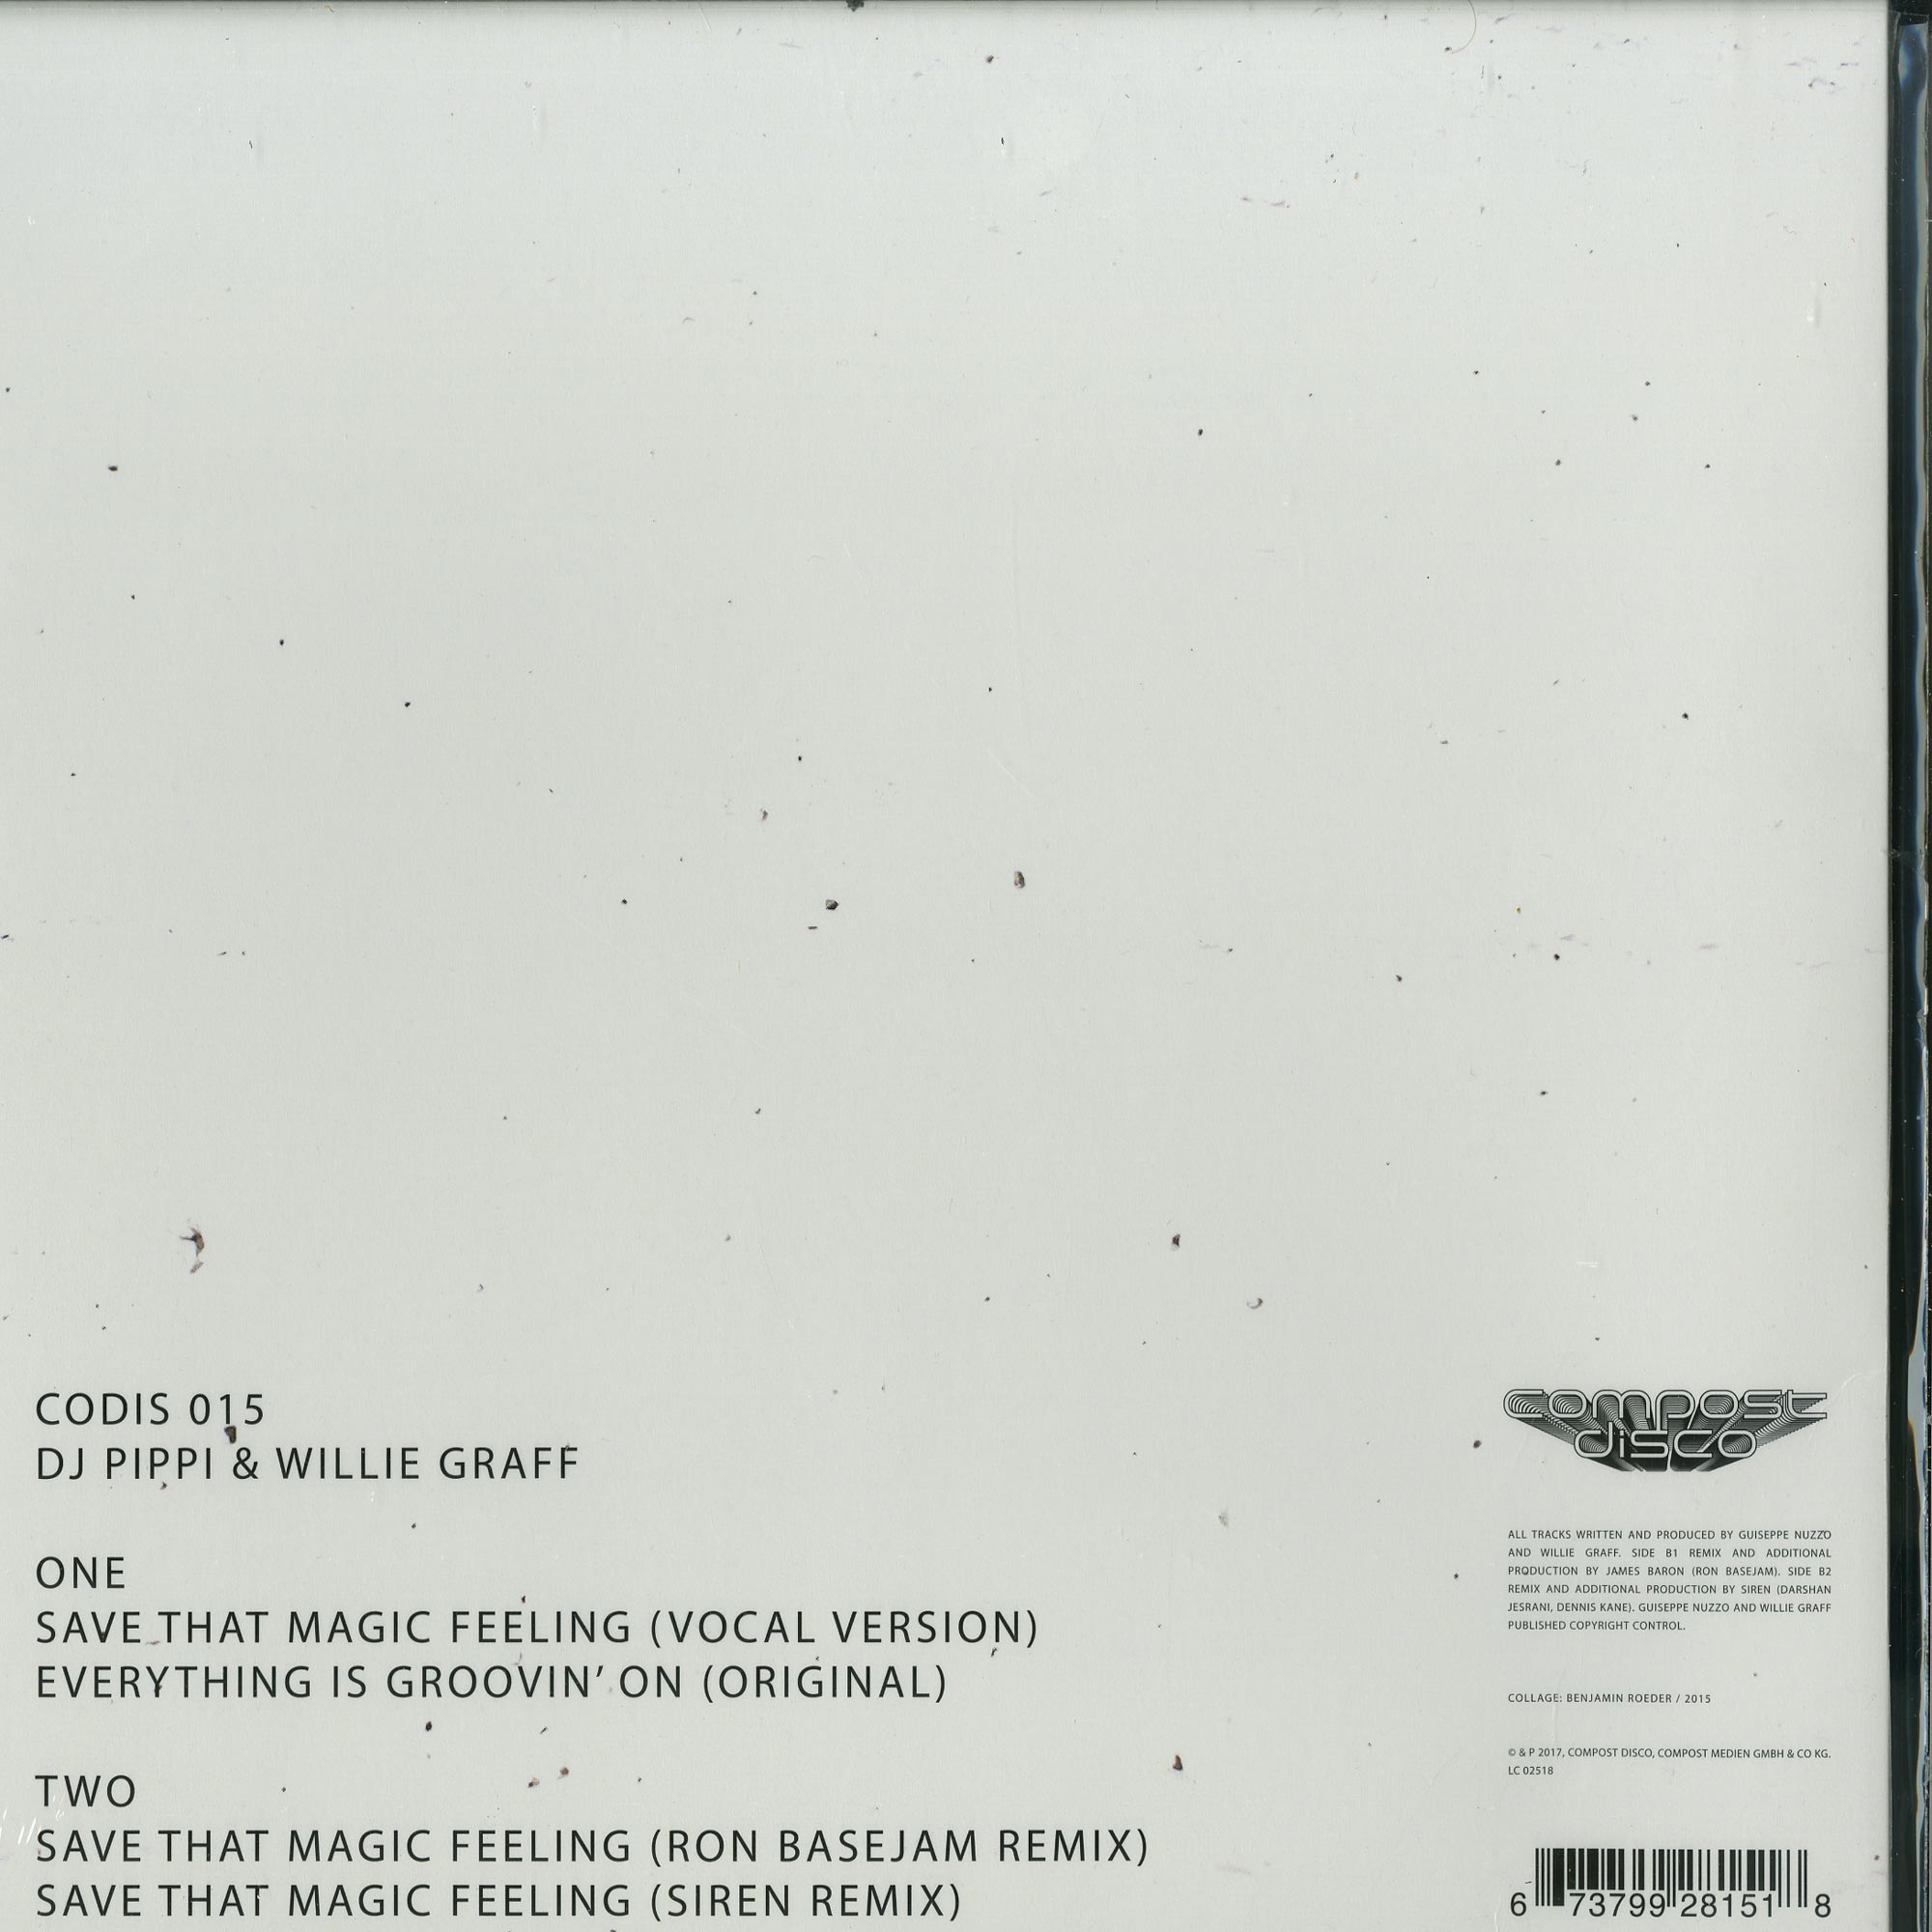 CODIS 015
DJ PIPPI & WILLIE GRAFF
ONE
SAVE THAT MAGIC FEELING (VOCAL VERSION)
EVERYTHING IS GROOVIN’ ON (ORIGINAL)
TWO
SAVE THAT MAGIC FEELING (RON BASEJAM REMIX)
SAVE THAT MAGIC FEELING (SIREN REMIX)
compost
disco
ALL TRACKS WRITTEN AND PRODUCED BY GUISEPPE NUZZO
AND WILLIE GRAFF. SIDE B1 REMIX AND ADDITIONAL
PRODUCTION BY JAMES BARON (RON BASEJAM). SIDE B2
REMIX AND ADDITIONAL PRODUCTION BY SIREN (DARSHAN
JESRANI, DENNIS KANE). GUISEPPE NUZZO AND WILLIE GRAFF
PUBLISHED COPYRIGHT CONTROL.
COLLAGE: BENJAMIN ROEDER / 2015
© & P 2017, COMPOST DISCO, COMPOST MEDIEN GMBH & CO KG.
LC 02518
6 73799 28151 8